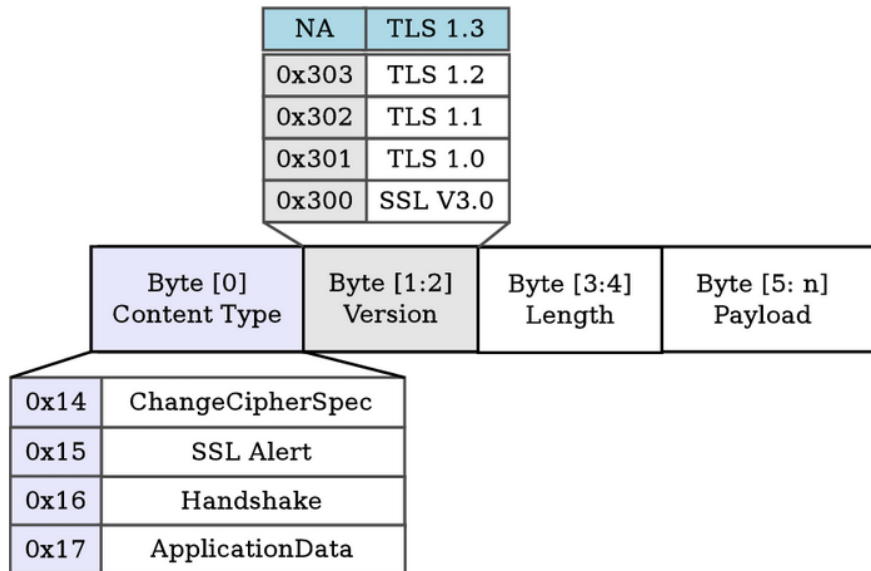 NA TLS 1.3
0x303 TLS 1.2
0x302 TLS 1.1
0x301 TLS 1.0
0x300 SSL V3.0
Byte [0] Byte [1:2] Byte [3:4] Byte [5: n]
Content Type Version Length Payload
0x14 ChangeCipherSpec
0x15 SSL Alert
0x16 Handshake
0x17 ApplicationData